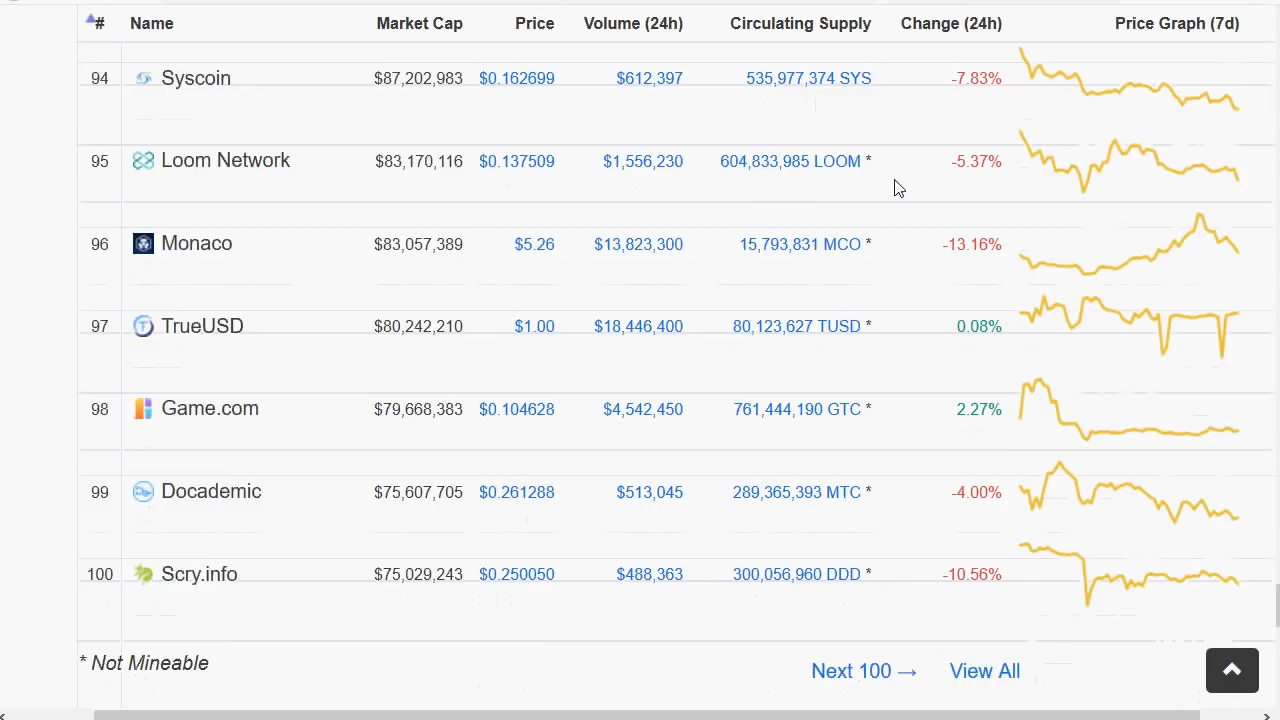 # Name Market Cap Price Volume (24h) Circulating Supply Change (24h) Price Graph (7d)
94 Syscoin $87,202,983 $0.162699 $612,397 535,977,374 SYS -7.83%
95 Loom Network $83,170,116 $0.137509 $1,556,230 604,833,985 LOOM * -5.37%
96 Monaco $83,057,389 $5.26 $13,823,300 15,793,831 MCO * -13.16%
97 TrueUSD $80,242,210 $1.00 $18,446,400 80,123,627 TUSD * 0.08%
98 Game.com $79,668,383 $0.104628 $4,542,450 761,444,190 GTC * 2.27%
99 Docademic $75,607,705 $0.261288 $513,045 289,365,393 MTC * -4.00%
100 Scry.info $75,029,243 $0.250050 $488,363 300,056,960 DDD * -10.56%
* Not Mineable
Next 100 → View All